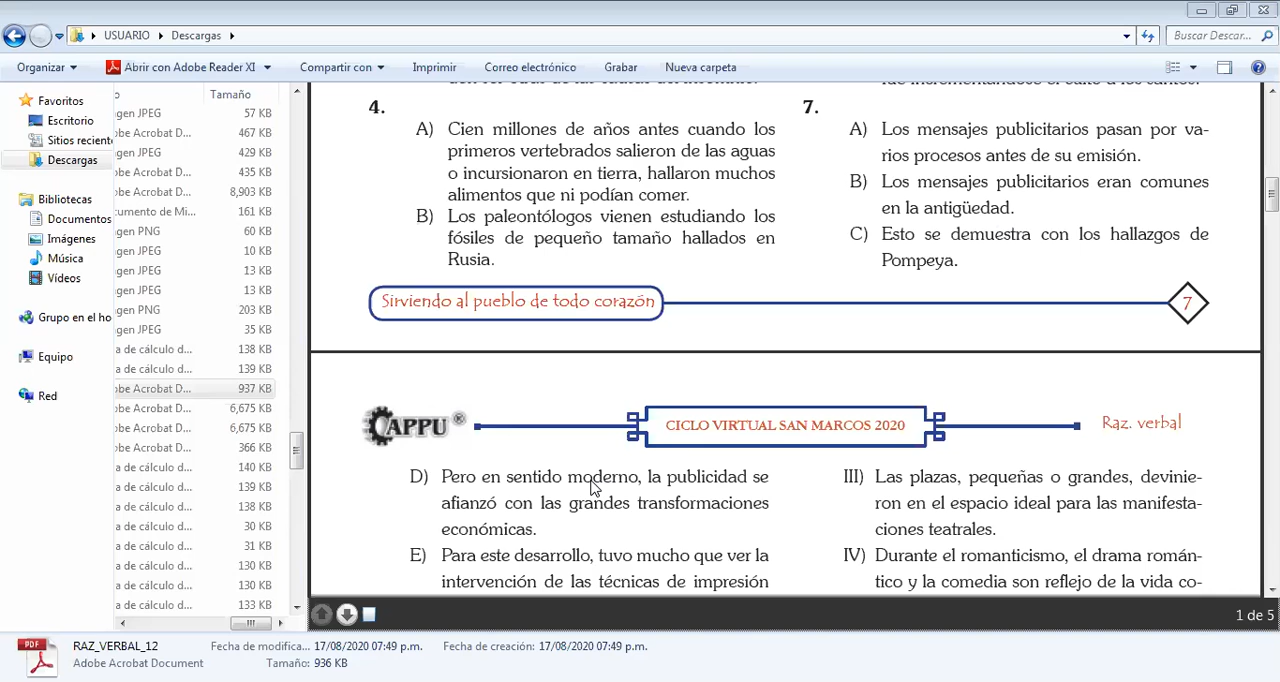 USUARIO Descargas
Buscar Descar...
Organizar Abrir con Adobe Reader XI Compartir con Imprimir Correo electrónico Grabar Nueva carpeta
Favoritos
Escritorio
Sitios recient
Descargas
Bibliotecas
Documentos
Imágenes
Música
Vídeos
Grupo en el ho
Equipo
Red
Tamaño
gen JPEG 57 KB
obe Acrobat D... 467 KB
gen JPEG 429 KB
obe Acrobat D... 435 KB
obe Acrobat D... 8,903 KB
cumento de Mi... 161 KB
gen PNG 60 KB
gen JPEG 10 KB
gen JPEG 13 KB
gen JPEG 13 KB
gen PNG 203 KB
gen JPEG 35 KB
a de cálculo d... 138 KB
a de cálculo d... 139 KB
obe Acrobat D... 937 KB
obe Acrobat D... 6,675 KB
obe Acrobat D... 6,675 KB
obe Acrobat D... 366 KB
a de cálculo d... 140 KB
a de cálculo d... 139 KB
a de cálculo d... 138 KB
a de cálculo d... 30 KB
a de cálculo d... 31 KB
a de cálculo d... 130 KB
a de cálculo d... 130 KB
a de cálculo d... 133 KB
4.
A) Cien millones de años antes cuando los
primeros vertebrados salieron de las aguas
o incursionaron en tierra, hallaron muchos
alimentos que ni podían comer.
B) Los paleontólogos vienen estudiando los
fósiles de pequeño tamaño hallados en
Rusia.
7.
A) Los mensajes publicitarios pasan por va-
rios procesos antes de su emisión.
B) Los mensajes publicitarios eran comunes
en la antigüedad.
C) Esto se demuestra con los hallazgos de
Pompeya.
Sirviendo al pueblo de todo corazón
7
APPU ®
CICLO VIRTUAL SAN MARCOS 2020
Raz. verbal
D) Pero en sentido moderno, la publicidad se
afianzó con las grandes transformaciones
económicas.
E) Para este desarrollo, tuvo mucho que ver la
intervención de las técnicas de impresión
III) Las plazas, pequeñas o grandes, devinie-
ron en el espacio ideal para las manifesta-
ciones teatrales.
IV) Durante el romanticismo, el drama román-
tico y la comedia son reflejo de la vida co-
1 de 5
PDF
RAZ_VERBAL_12 Fecha de modifica... 17/08/2020 07:49 p.m. Fecha de creación: 17/08/2020 07:49 p.m.
Adobe Acrobat Document Tamaño: 936 KB